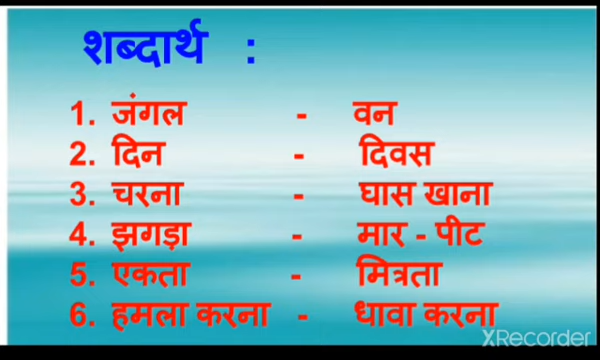 शब्दार्थ :
1. जंगल - वन
2. दिन - दिवस
3. चरना - घास खाना
4. झगड़ा - मार - पीट
5. एकता - मित्रता
6. हमला करना - धावा करना
XRecorder